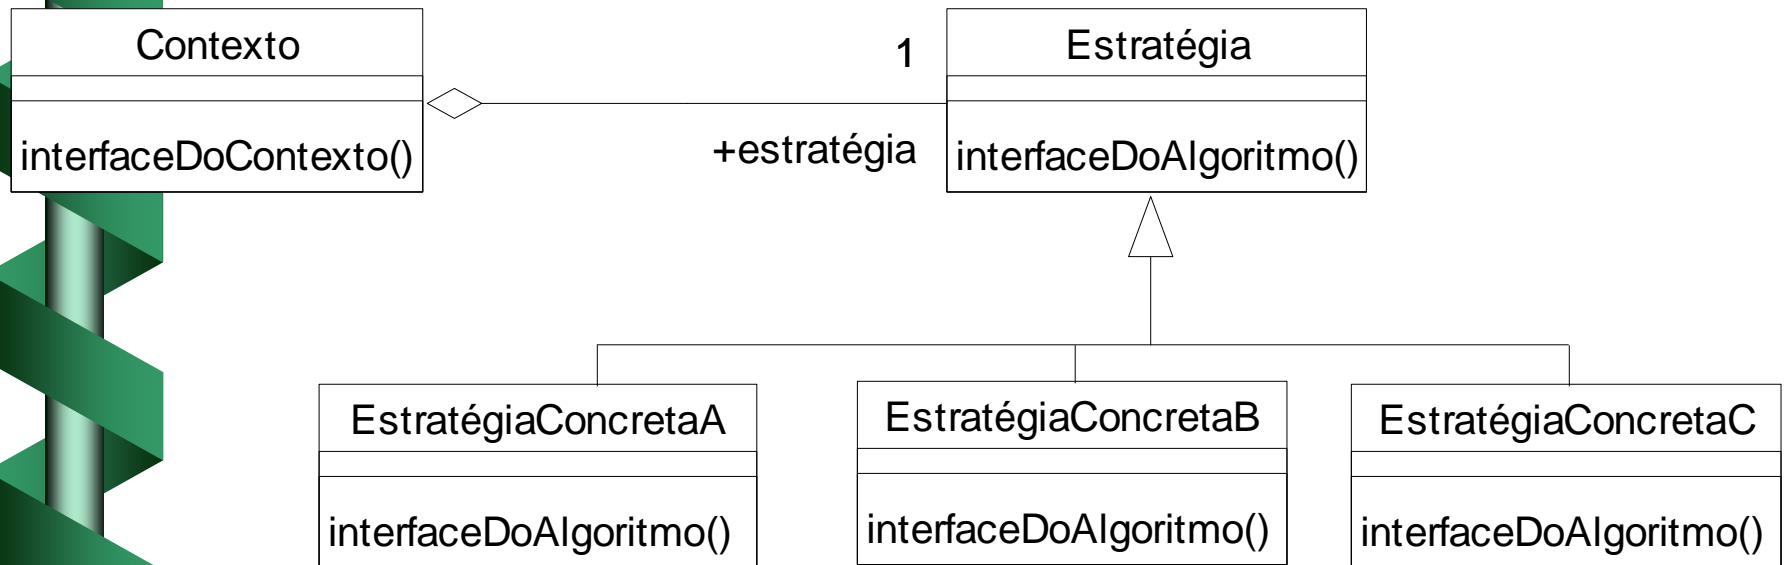 Contexto
1
Estratégia
interfaceDoContexto()
+estratégia
interfaceDoAlgoritmo()
EstratégiaConcretaA
EstratégiaConcretaB
EstratégiaConcretaC
interfaceDoAlgoritmo()
interfaceDoAlgoritmo()
interfaceDoAlgoritmo()